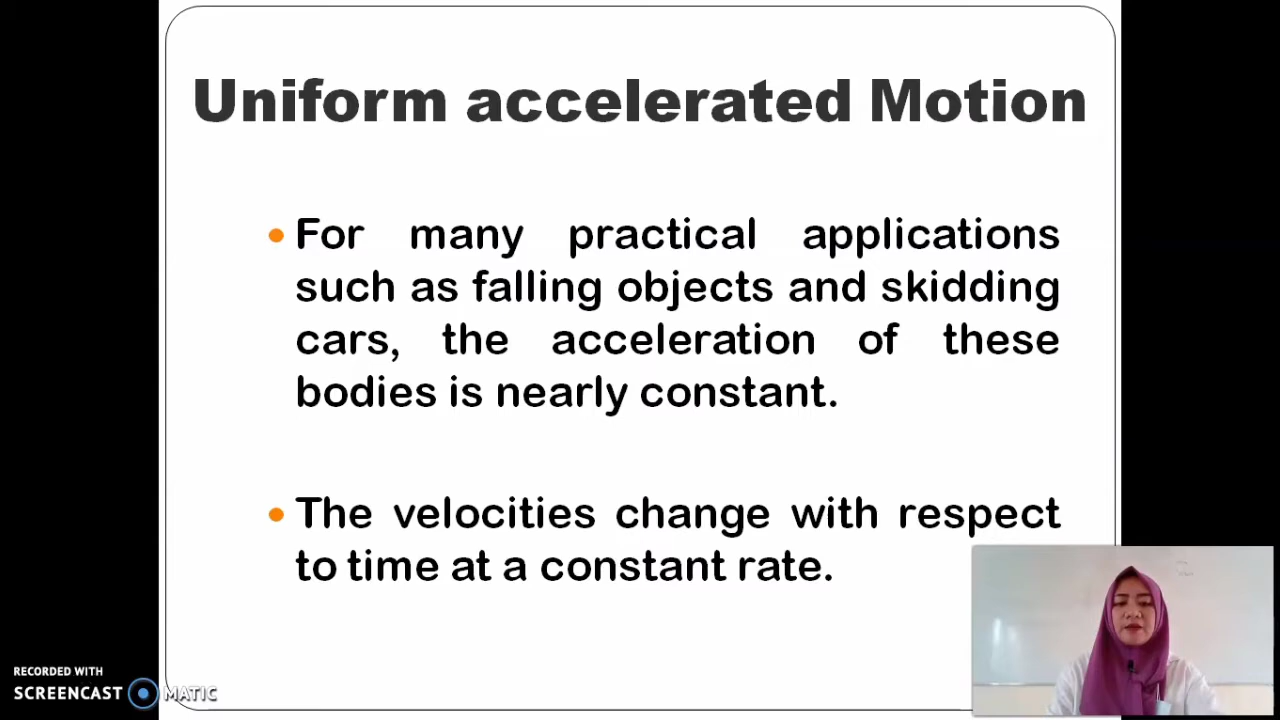 Uniform accelerated Motion
• For many practical applications
such as falling objects and skidding
cars, the acceleration of these
bodies is nearly constant.
• The velocities change with respect
to time at a constant rate.
RECORDED WITH
SCREENCAST MATIC